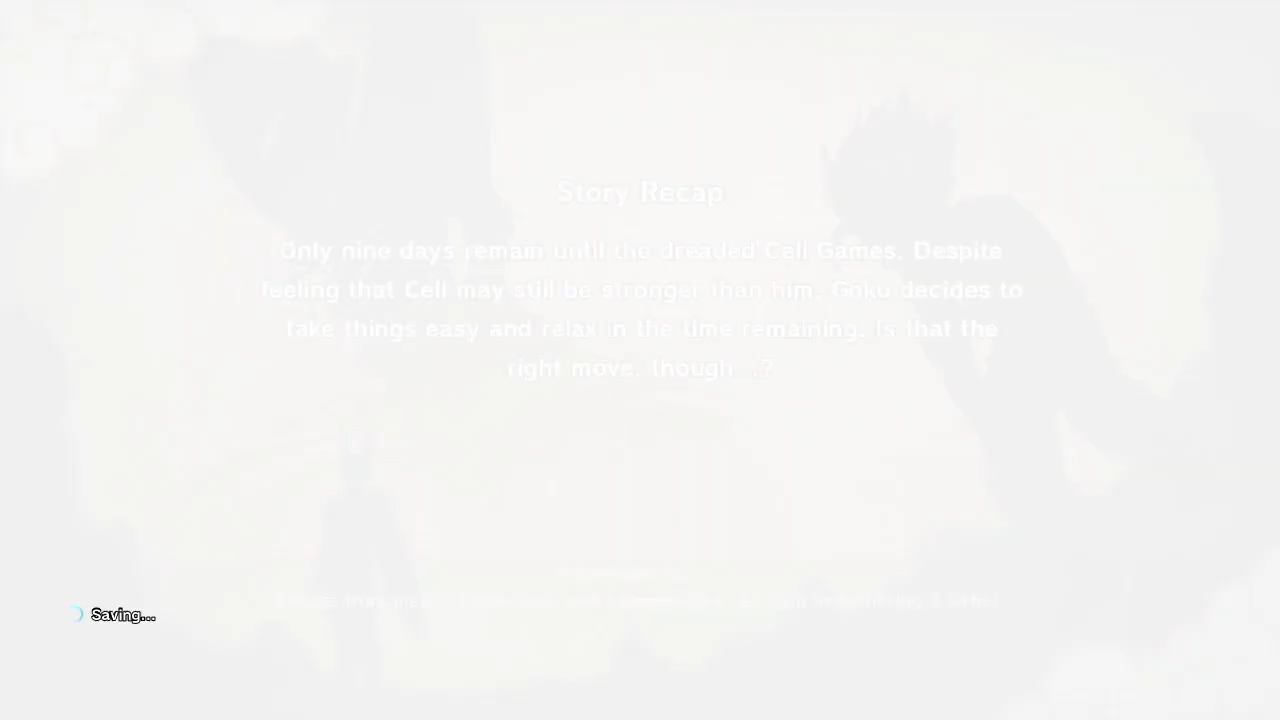 Story Recap
Only nine days remain until the dreaded Cell Games. Despite
feeling that Cell may still be stronger than him, Goku decides to
take things easy and relax in the time remaining. Is that the
right move, though...?
Saving...